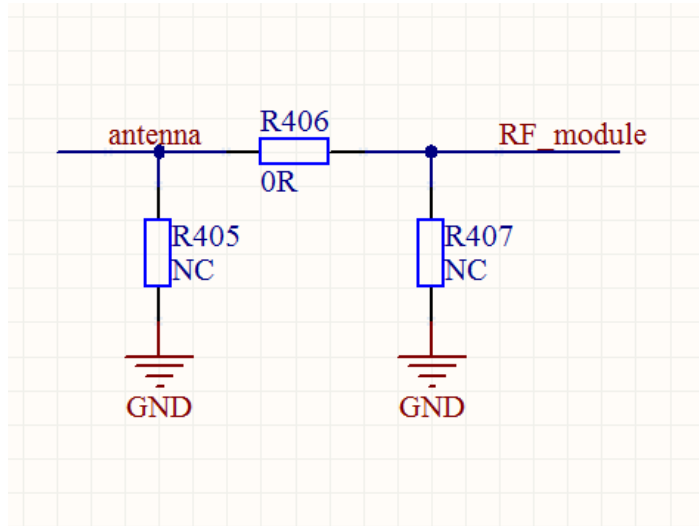 R406
antenna
RF_module
0R
R405
NC
R407
NC
GND
GND